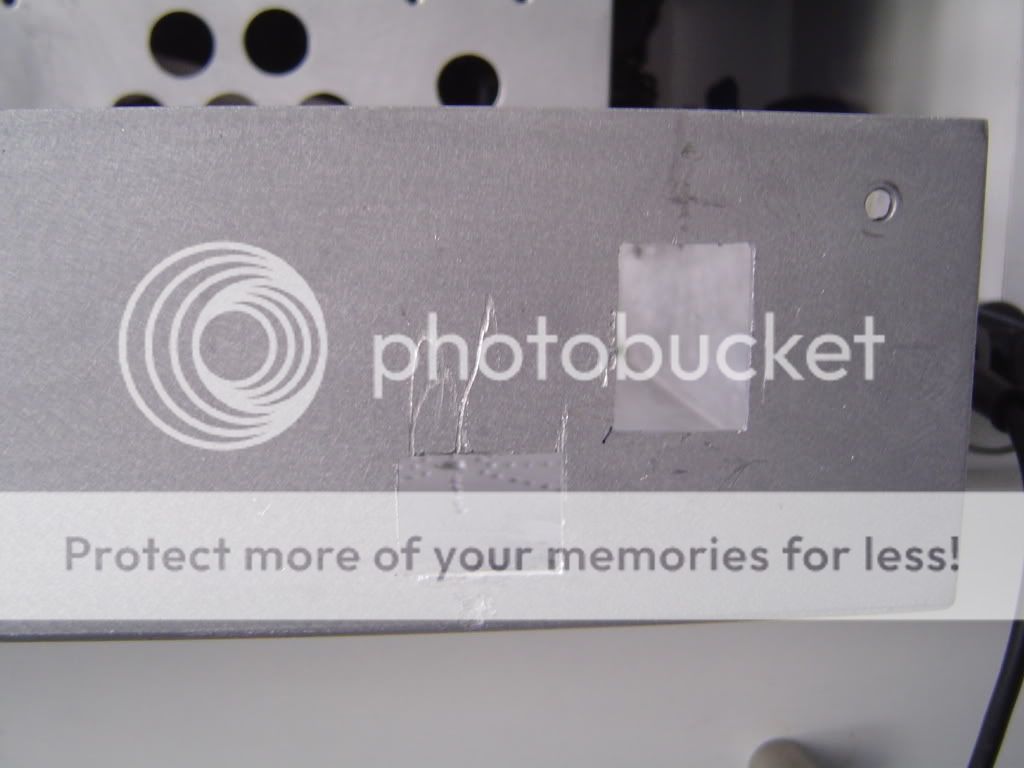 photobucket
Protect more of your memories for less!